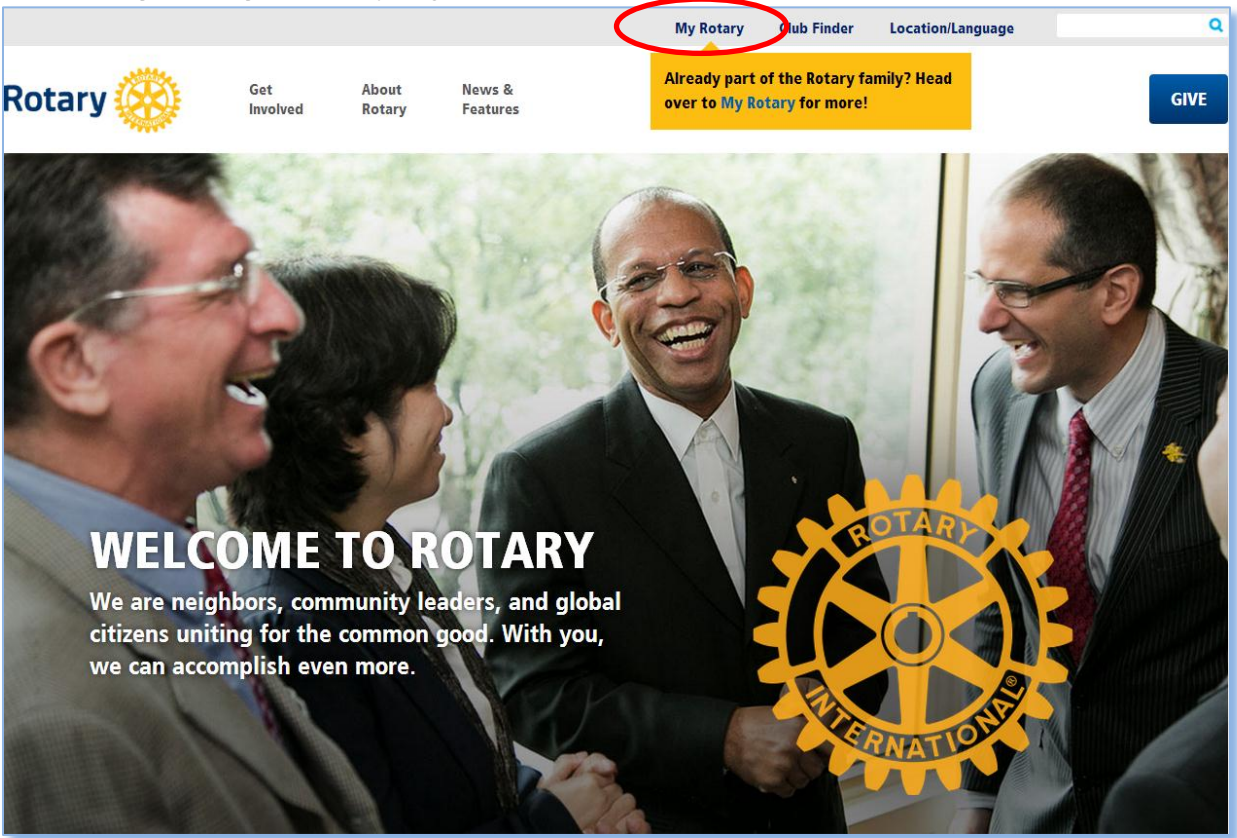 My Rotary Club Finder Location/Language
Already part of the Rotary family? Head
over to My Rotary for more!
Rotary
ROTARY
INTERNATIONAL
Get
Involved
About
Rotary
News &
Features
GIVE
WELCOME TO ROTARY
We are neighbors, community leaders, and global
citizens uniting for the common good. With you,
we can accomplish even more.
ROTARY
INTERNATIONAL®